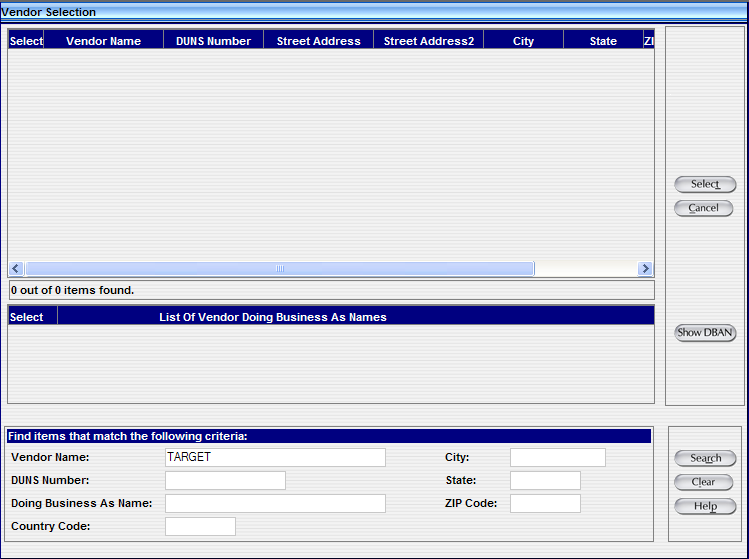 Vendor Selection
Select Vendor Name DUNS Number Street Address Street Address2 City State ZI
Select
Cancel
0 out of 0 items found.
Select List Of Vendor Doing Business As Names
Show DBAN
Find items that match the following criteria:
Vendor Name: TARGET City:
DUNS Number: State:
Doing Business As Name: ZIP Code:
Country Code:
Search
Clear
Help